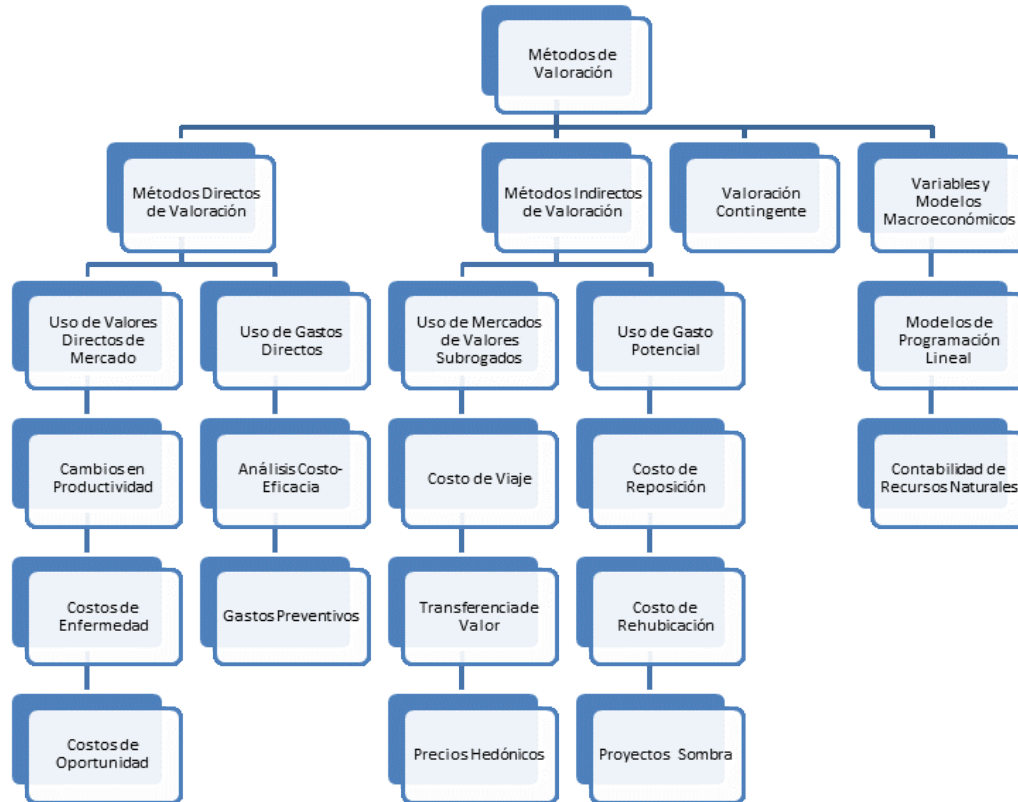 Métodos de
Valoración
Métodos Directos
de Valoración
Métodos Indirectos
de Valoración
Valoración
Contingente
Variables y
Modelos
Macroeconómicos
Uso de Valores
Directos de
Mercado
Uso de Gastos
Directos
Uso de Mercados
de Valores
Subrogados
Uso de Gasto
Potencial
Modelos de
Programación
Lineal
Cambios en
Productividad
Análisis Costo-
Eficacia
Costo de Viaje
Costo de
Reposición
Contabilidad de
Recursos Naturales
Costos de
Enfermedad
Gastos Preventivos
Transferencia de
Valor
Costo de
Rehubicación
Costos de
Oportunidad
Precios Hedónicos
Proyectos Sombra